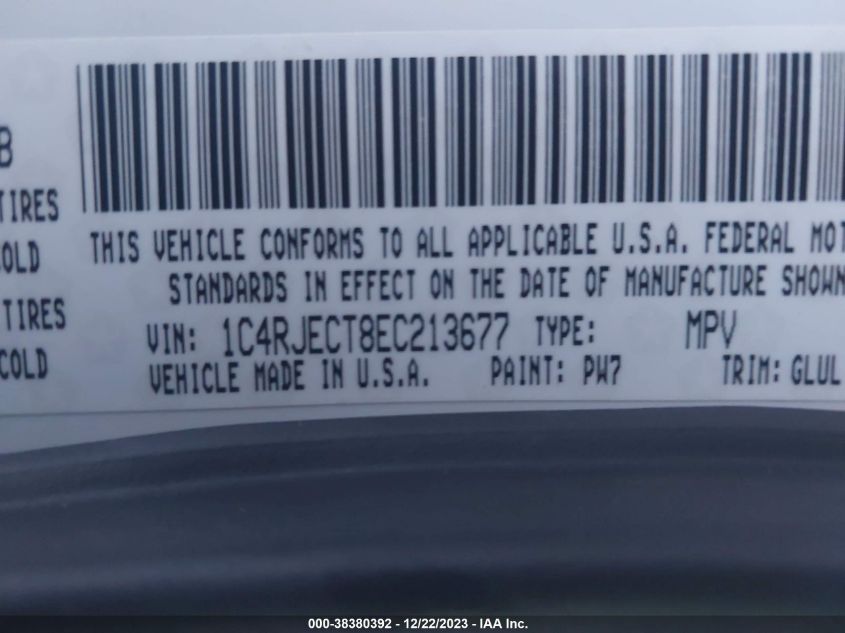 B
TIRES
COLD
TIRES
COLD
THIS VEHICLE CONFORMS TO ALL APPLICABLE U.S.A. FEDERAL MOT
STANDARDS IN EFFECT ON THE DATE OF MANUFACTURE SHOWN
VIN: 1C4RJECT8EC213677 TYPE: MPV
VEHICLE MADE IN U.S.A. PAINT: PW7 TRIM: GLUL
000-38380392 - 12/22/2023 - IAA Inc.